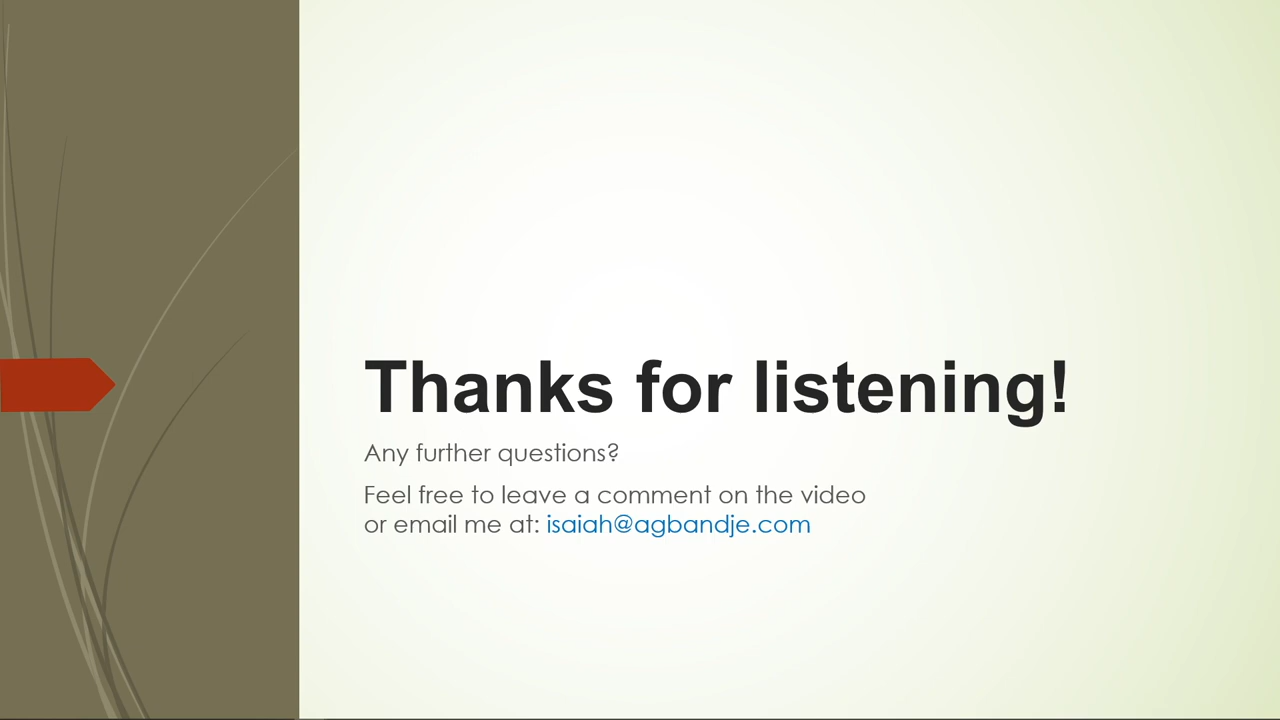 Thanks for listening!
Any further questions?
Feel free to leave a comment on the video
or email me at: isaiah@agbandje.com